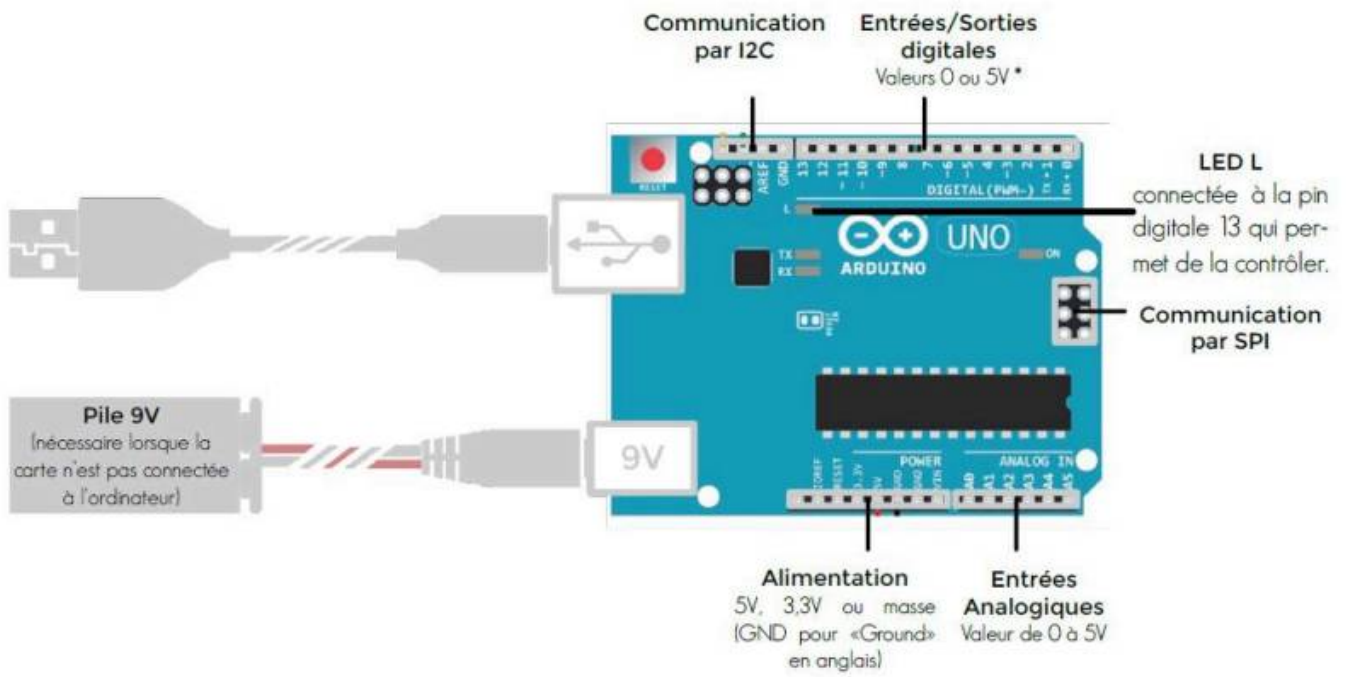 Communication
par I2C
Entrées/Sorties
digitales
Valeurs 0 ou 5V *
RESET
AREF
GND
13
12
~11
~10
~9
8
7
~6
~5
4
~3
2
TX 1
RX 0
DIGITAL (PWM~)
L
TX
RX
ARDUINO
UNO
ON
LED L
connectée à la pin
digitale 13 qui per-
met de la contrôler.
Communication
par SPI
Pile 9V
(nécessaire lorsque la
carte n'est pas connectée
à l'ordinateur)
9V
POWER
ANALOG IN
IOREF
RESET
3.3V
5V
GND
GND
VIN
A0
A1
A2
A3
A4
A5
Alimentation
5V, 3,3V ou masse
(GND pour «Ground»
en anglais)
Entrées
Analogiques
Valeur de 0 à 5V